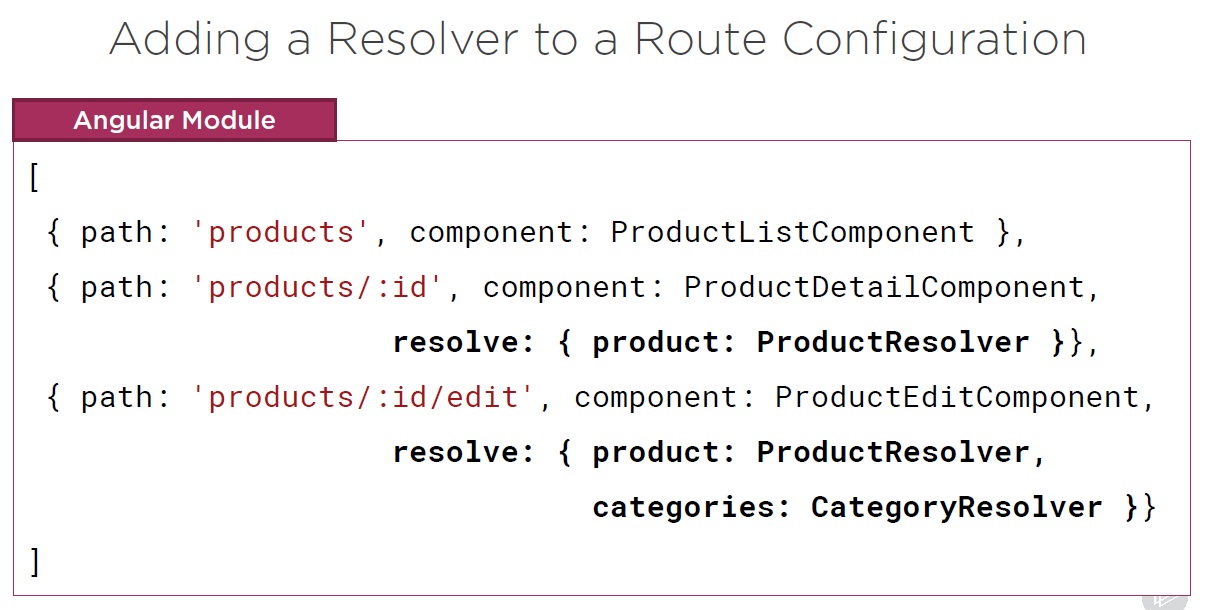 Adding a Resolver to a Route Configuration
Angular Module
[
{ path: 'products', component: ProductListComponent },
{ path: 'products/:id', component: ProductDetailComponent,
resolve: { product: ProductResolver }},
{ path: 'products/:id/edit', component: ProductEditComponent,
resolve: { product: ProductResolver,
categories: CategoryResolver }}
]